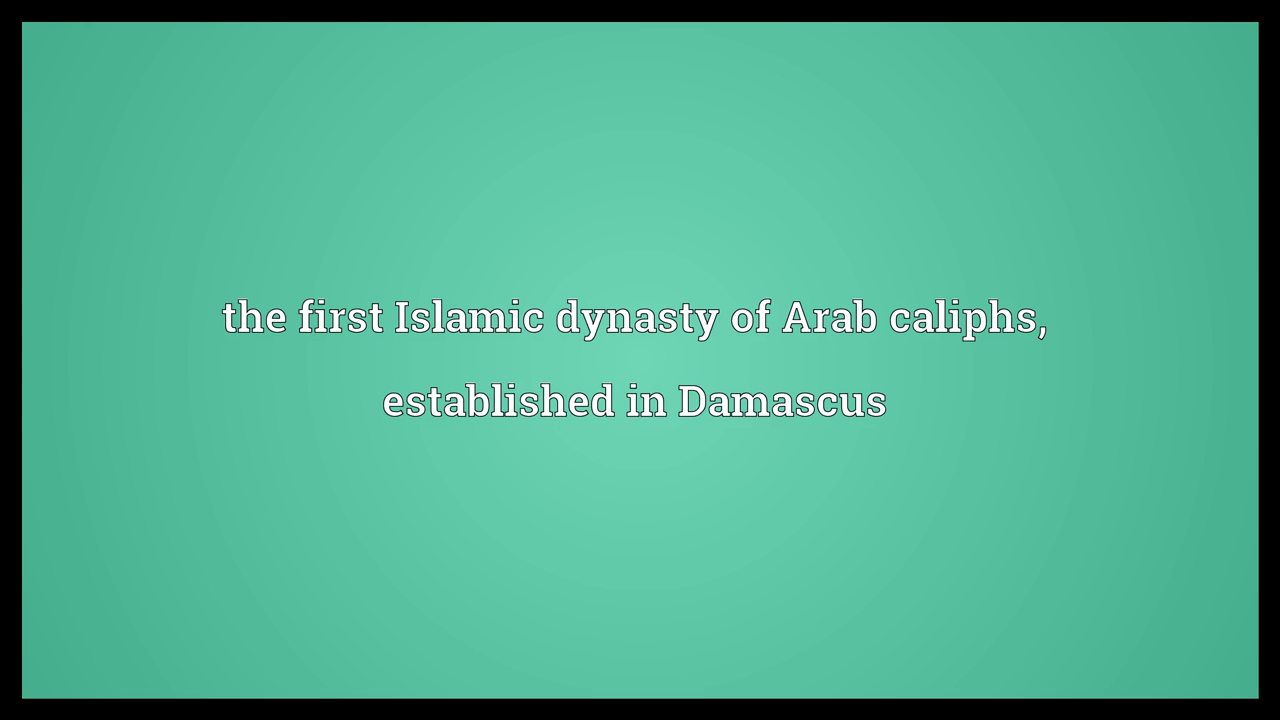 the first Islamic dynasty of Arab caliphs,
established in Damascus